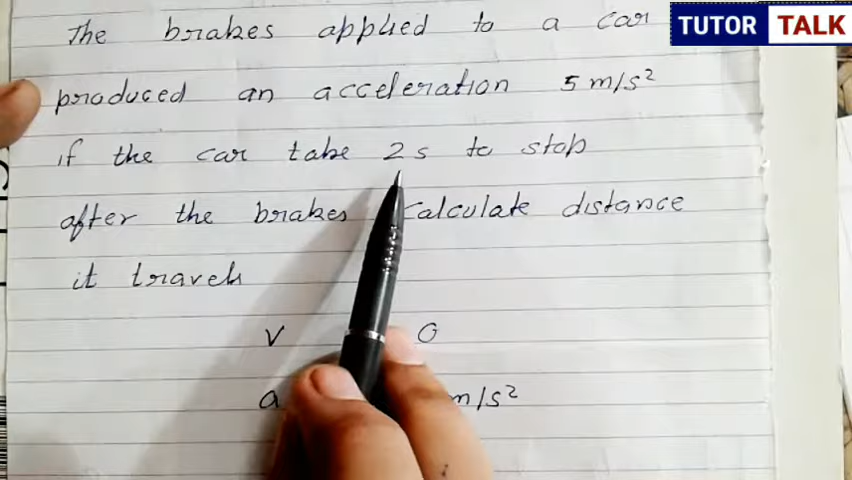 The brakes applied to a car
TUTOR TALK
produced an acceleration 5 m/s²
if the car take 2s to stop
after the brakes calculate distance
it travels
V 0
a m/s²